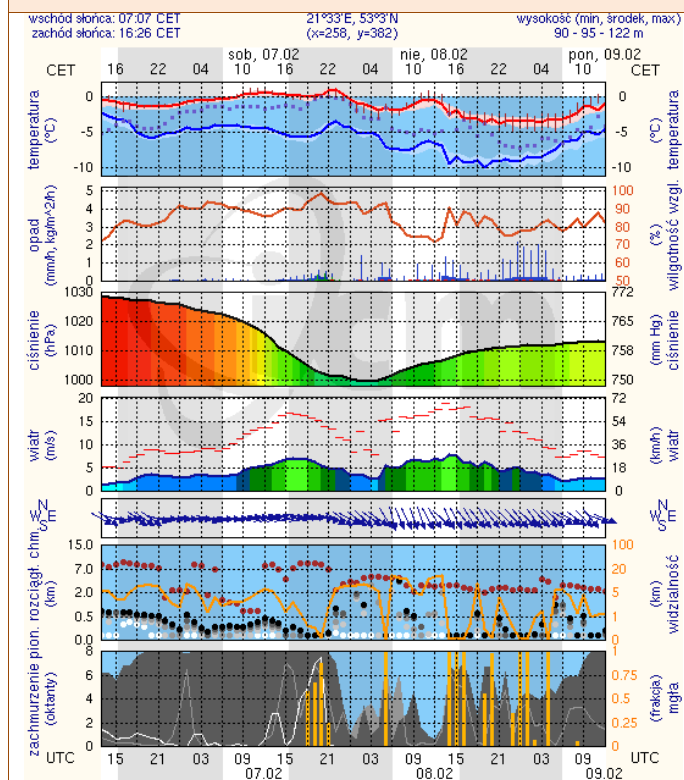 wschód słońca: 07:07 CET 21°33'E, 53°3'N wysokość (min, środek, max)
zachód słońca: 16:26 CET (x=258, y=382) 90 - 95 - 122 m
sob, 07.02 nie, 08.02 pon, 09.02
CET 16 22 04 10 16 22 04 10 16 22 04 10 CET
temperatura (°C) 0 -5 -10 0 -5 -10 temperatura (°C)
opad (mm/h, kg/m^2/h) 5 4 3 2 1 0 100 90 80 70 60 50 wilgotność wzgl. (%)
ciśnienie (hPa) 1030 1020 1010 1000 772 765 758 750 (mm Hg) ciśnienie
wiatr (m/s) 20 15 10 5 0 72 54 36 18 0 (km/h) wiatr
N W E S N W E S
pion. rozciągł. chm. (km) 15.0 7.0 2.0 0.5 0.0 100 20 10 5 2 1 0 (km) widzialność
zachmurzenie (oktanty) 8 6 4 2 0 1 0.75 0.5 0.25 0 (frakcja) mgła
UTC 15 21 03 09 15 21 03 09 15 21 03 09 UTC
07.02 08.02 09.02
icm